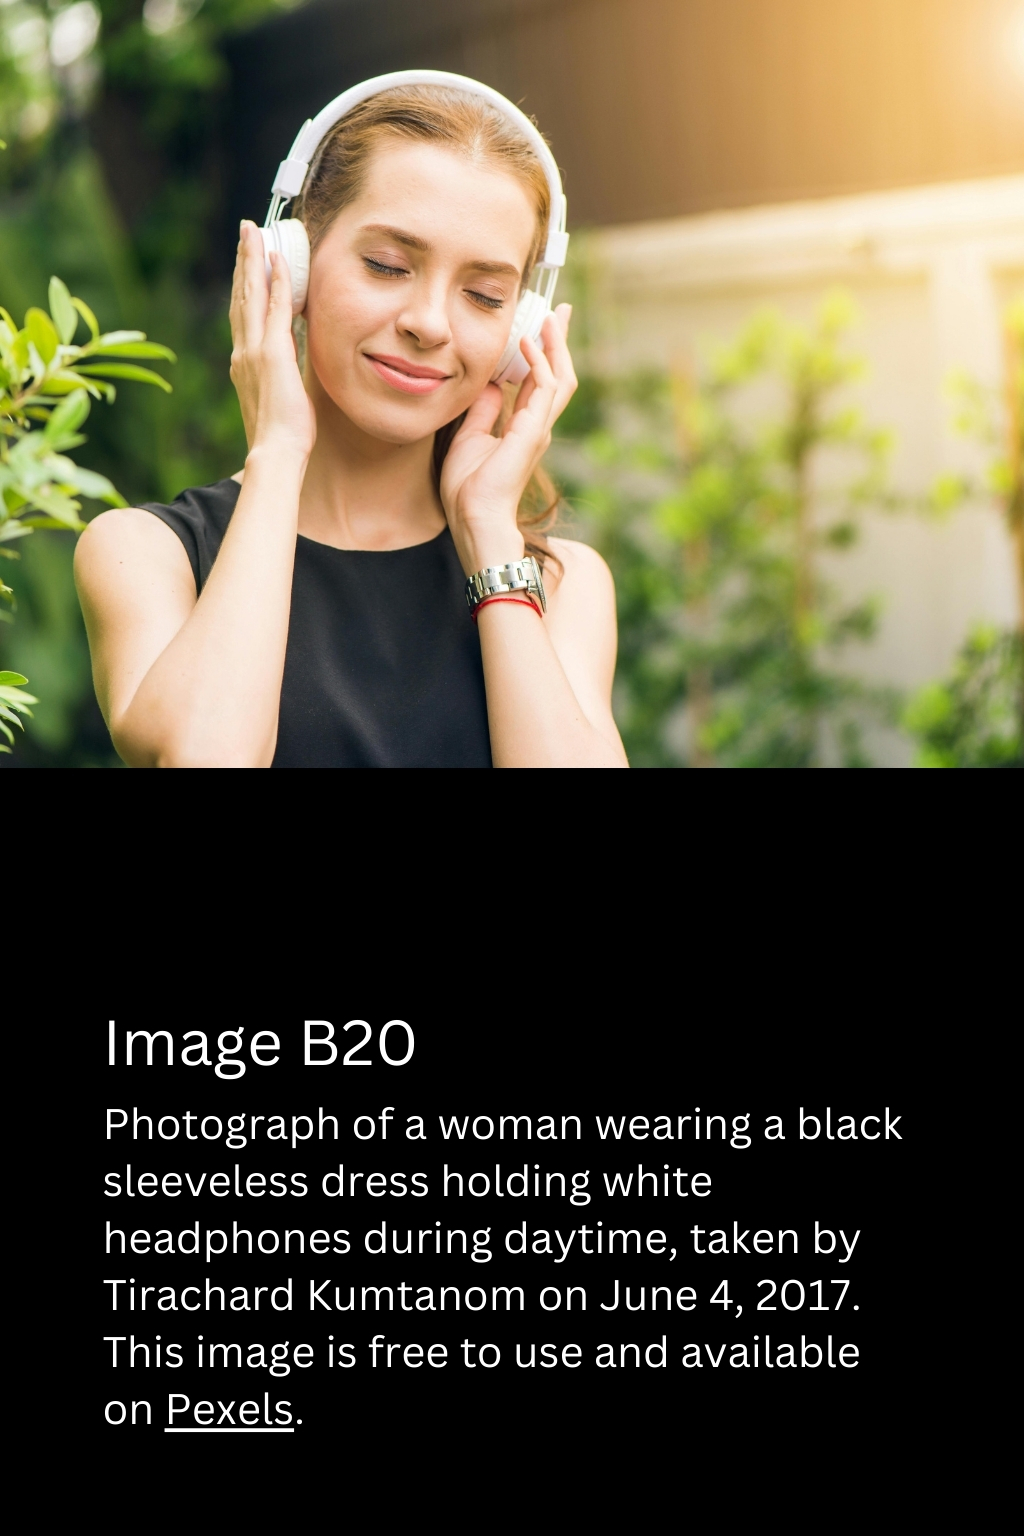 Image B20
Photograph of a woman wearing a black
sleeveless dress holding white
headphones during daytime, taken by
Tirachard Kumtanom on June 4, 2017.
This image is free to use and available
on Pexels.